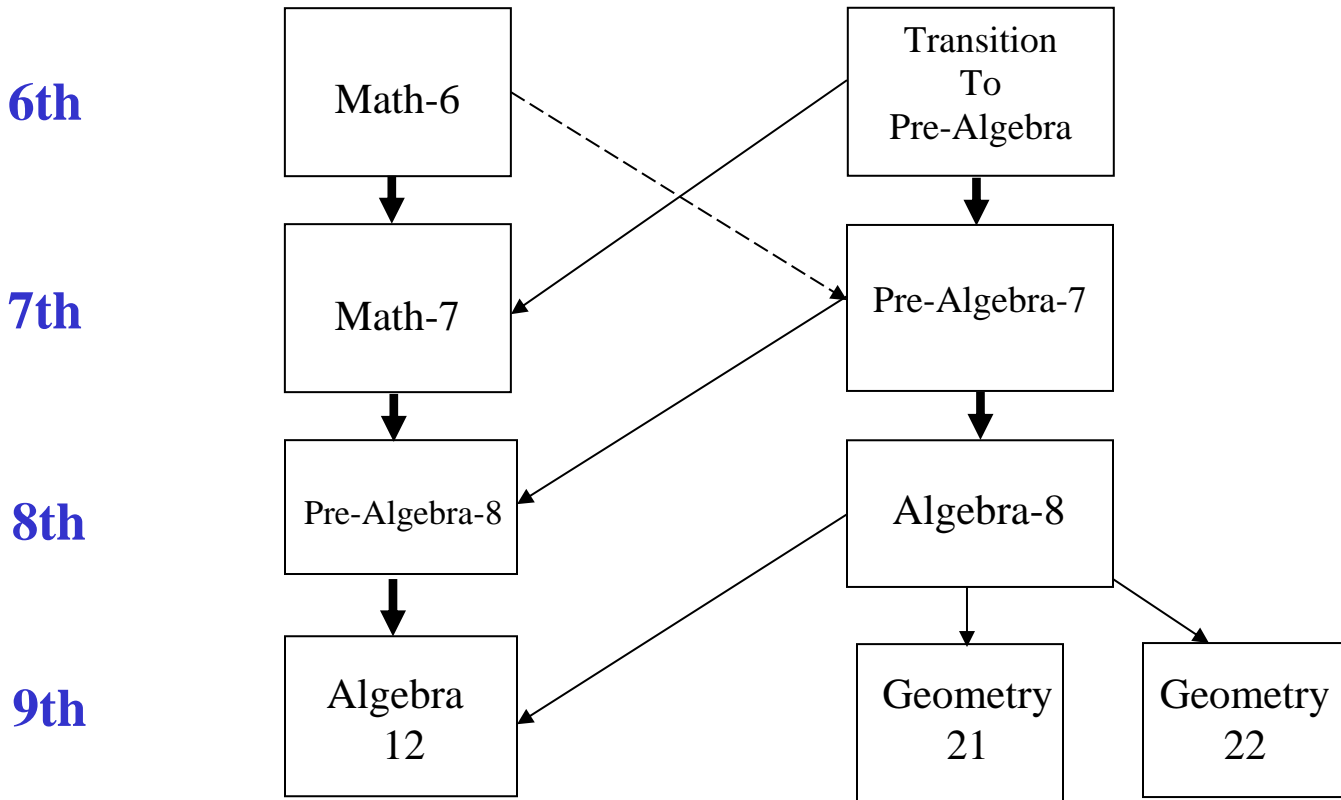 6th
Math-6
Transition
To
Pre-Algebra
7th
Math-7
Pre-Algebra-7
8th
Pre-Algebra-8
Algebra-8
9th
Algebra
12
Geometry
21
Geometry
22